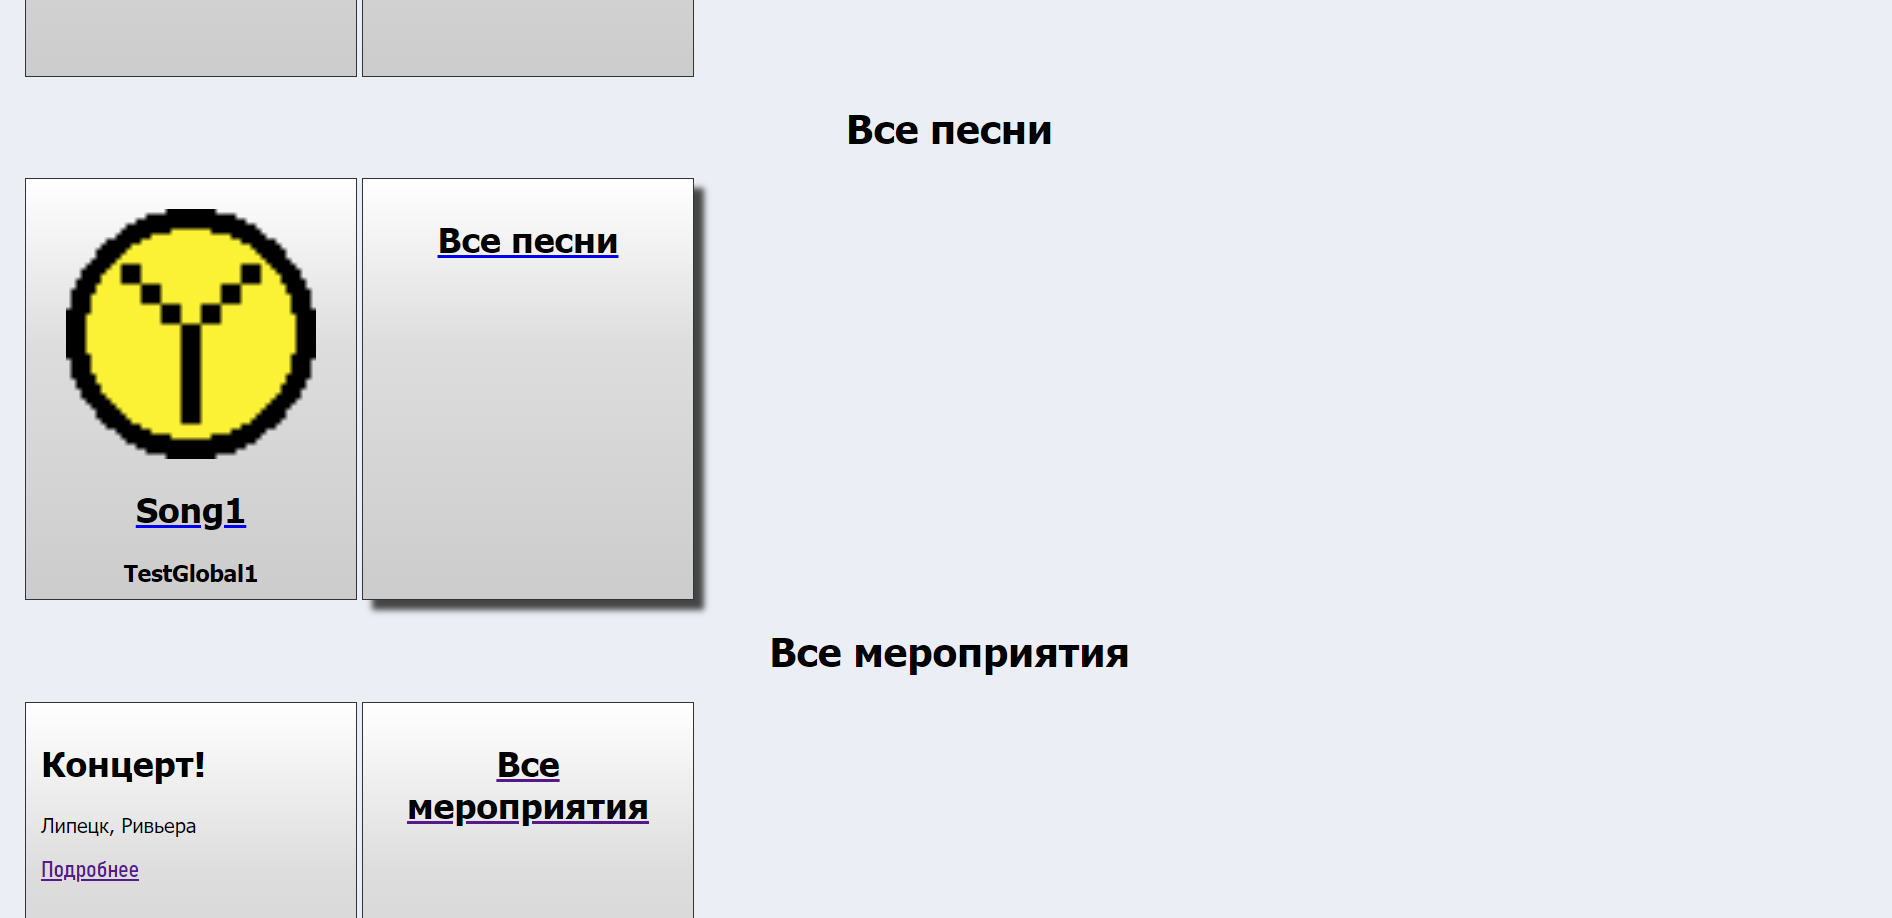 Все песни
Все песни
Song1
TestGlobal1
Все мероприятия
Концерт!
Липецк, Ривьера
Подробнее
Все
мероприятия